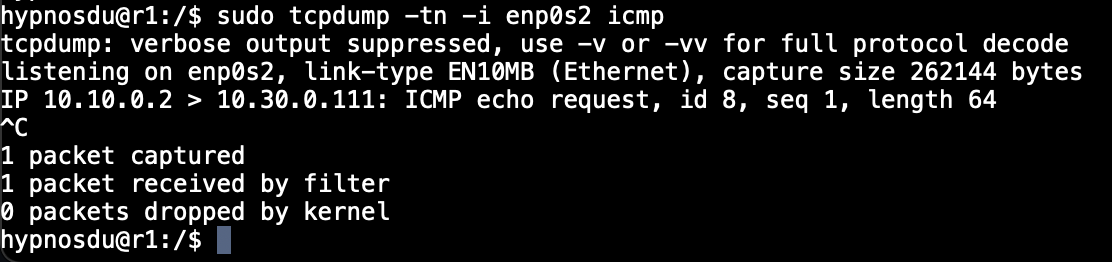 hypnosdu@r1:/$ sudo tcpdump -tn -i enp0s2 icmp
tcpdump: verbose output suppressed, use -v or -vv for full protocol decode
listening on enp0s2, link-type EN10MB (Ethernet), capture size 262144 bytes
IP 10.10.0.2 > 10.30.0.111: ICMP echo request, id 8, seq 1, length 64
^C
1 packet captured
1 packet received by filter
0 packets dropped by kernel
hypnosdu@r1:/$